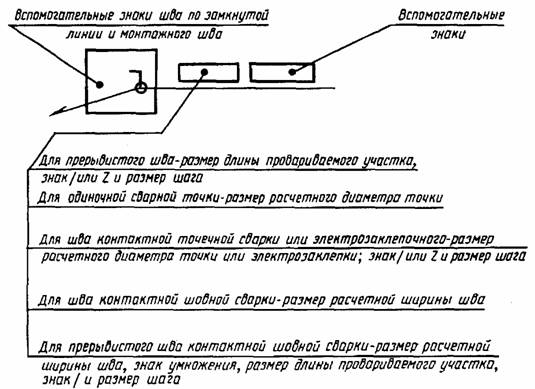 Вспомогательные знаки шва по замкнутой
линии и монтажного шва
Вспомогательные
знаки
Для прерывистого шва-размер длины провариваемого участка,
знак / или Z и размер шага
Для одиночной сварной точки-размер расчетного диаметра точки
Для шва контактной точечной сварки или электрозаклепочного-размер
расчетного диаметра точки или электрозаклепки; знак / или Z и размер шага
Для шва контактной шовной сварки-размер расчетной ширины шва
Для прерывистого шва контактной шовной сварки-размер расчетной
ширины шва, знак умножения, размер длины провариваемого участка,
знак / и размер шага